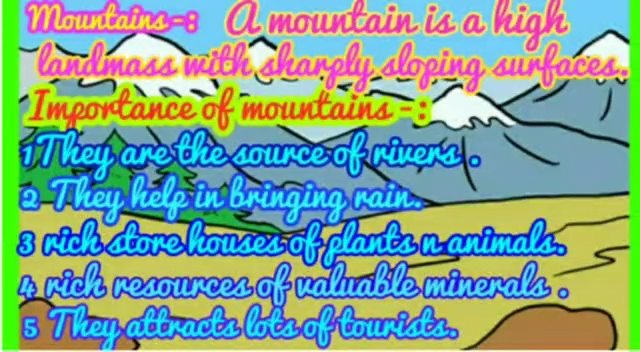 Mountains-: A mountain is a high
landmass with sharply sloping surfaces.
Importance of mountains -:
1 They are the source of rivers .
2 They help in bringing rain.
3 rich store houses of plants n animals.
4 rich resources of valuable minerals .
5 They attracts lots of tourists.